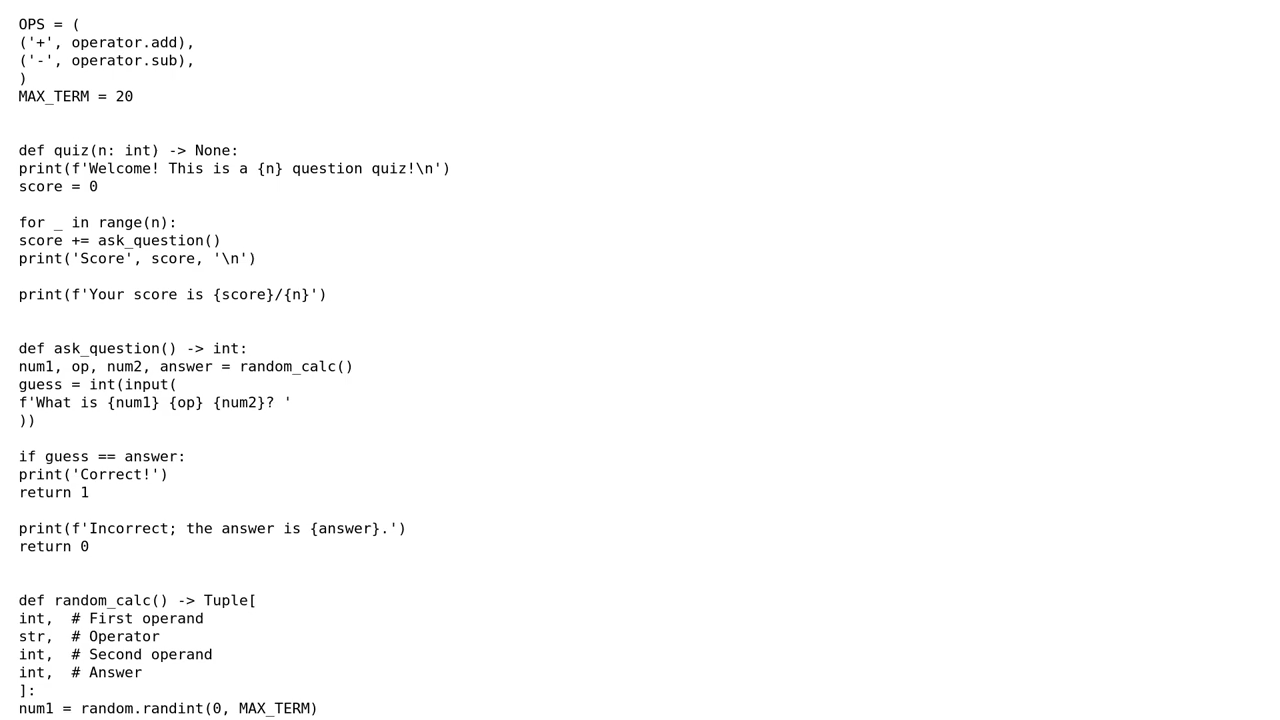 OPS = (
('+', operator.add),
('-', operator.sub),
)
MAX_TERM = 20
def quiz(n: int) -> None:
print(f'Welcome! This is a {n} question quiz!\n')
score = 0
for _ in range(n):
score += ask_question()
print('Score', score, '\n')
print(f'Your score is {score}/{n}')
def ask_question() -> int:
num1, op, num2, answer = random_calc()
guess = int(input(
f'What is {num1} {op} {num2}? '
))
if guess == answer:
print('Correct!')
return 1
print(f'Incorrect; the answer is {answer}.')
return 0
def random_calc() -> Tuple[
int,  # First operand
str,  # Operator
int,  # Second operand
int,  # Answer
]:
num1 = random.randint(0, MAX_TERM)